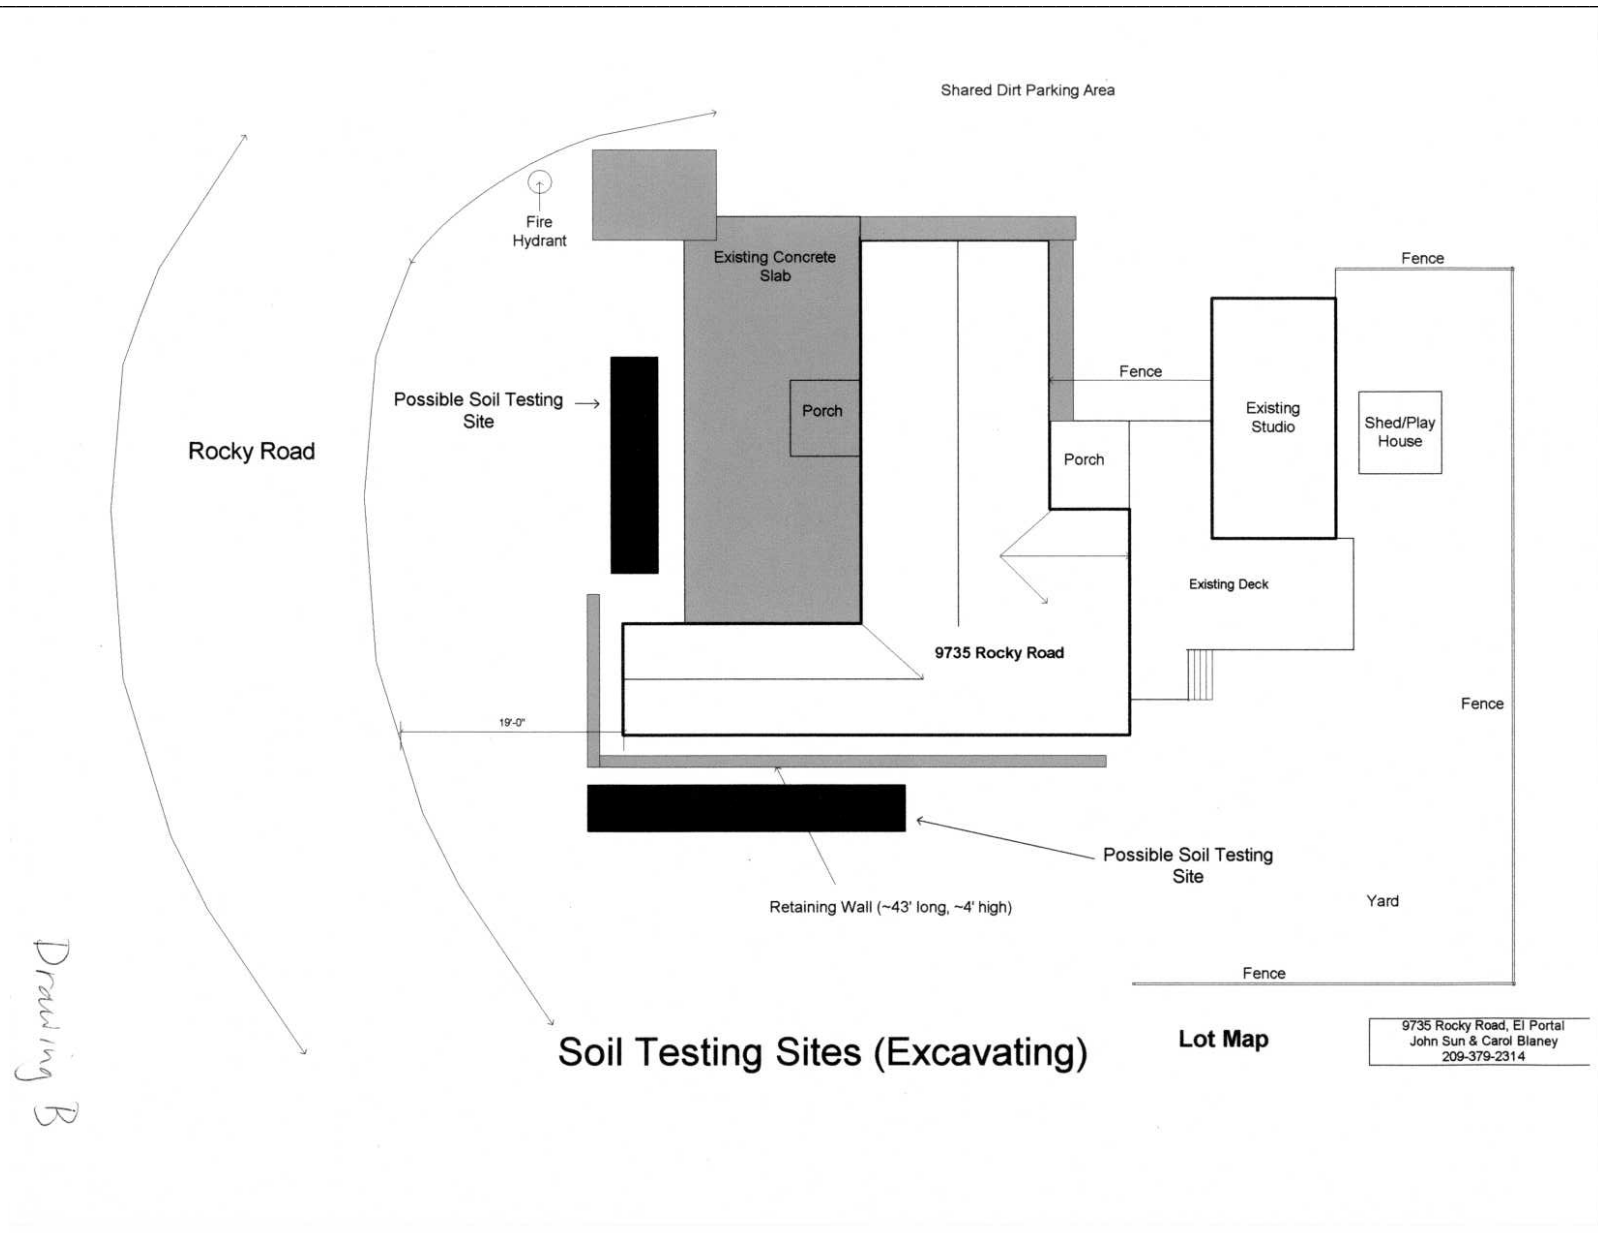 Shared Dirt Parking Area
Fire
Hydrant
Existing Concrete
Slab
Fence
Fence
Possible Soil Testing
Site
Porch
Existing
Studio
Shed/Play
House
Rocky Road
Porch
Existing Deck
9735 Rocky Road
Fence
19'-0"
Possible Soil Testing
Site
Retaining Wall (~43' long, ~4' high)
Yard
Fence
Soil Testing Sites (Excavating)
Lot Map
9735 Rocky Road, El Portal
John Sun & Carol Blaney
209-379-2314
Drawing B